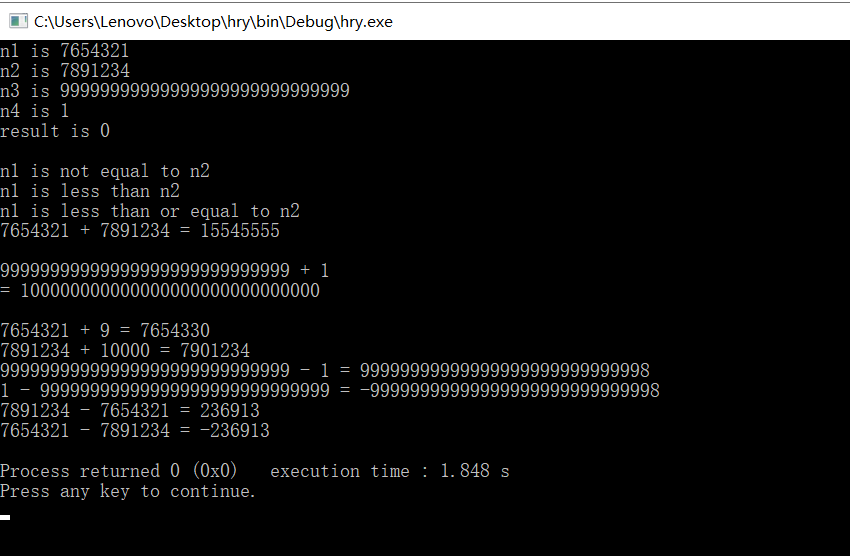 C:\Users\Lenovo\Desktop\hry\bin\Debug\hry.exe
n1 is 7654321
n2 is 7891234
n3 is 99999999999999999999999999999
n4 is 1
result is 0
n1 is not equal to n2
n1 is less than n2
n1 is less than or equal to n2
7654321 + 7891234 = 15545555
99999999999999999999999999999 + 1
= 100000000000000000000000000000
7654321 + 9 = 7654330
7891234 + 10000 = 7901234
99999999999999999999999999999 - 1 = 99999999999999999999999999998
1 - 99999999999999999999999999999 = -99999999999999999999999999998
7891234 - 7654321 = 236913
7654321 - 7891234 = -236913
Process returned 0 (0x0)   execution time : 1.848 s
Press any key to continue.